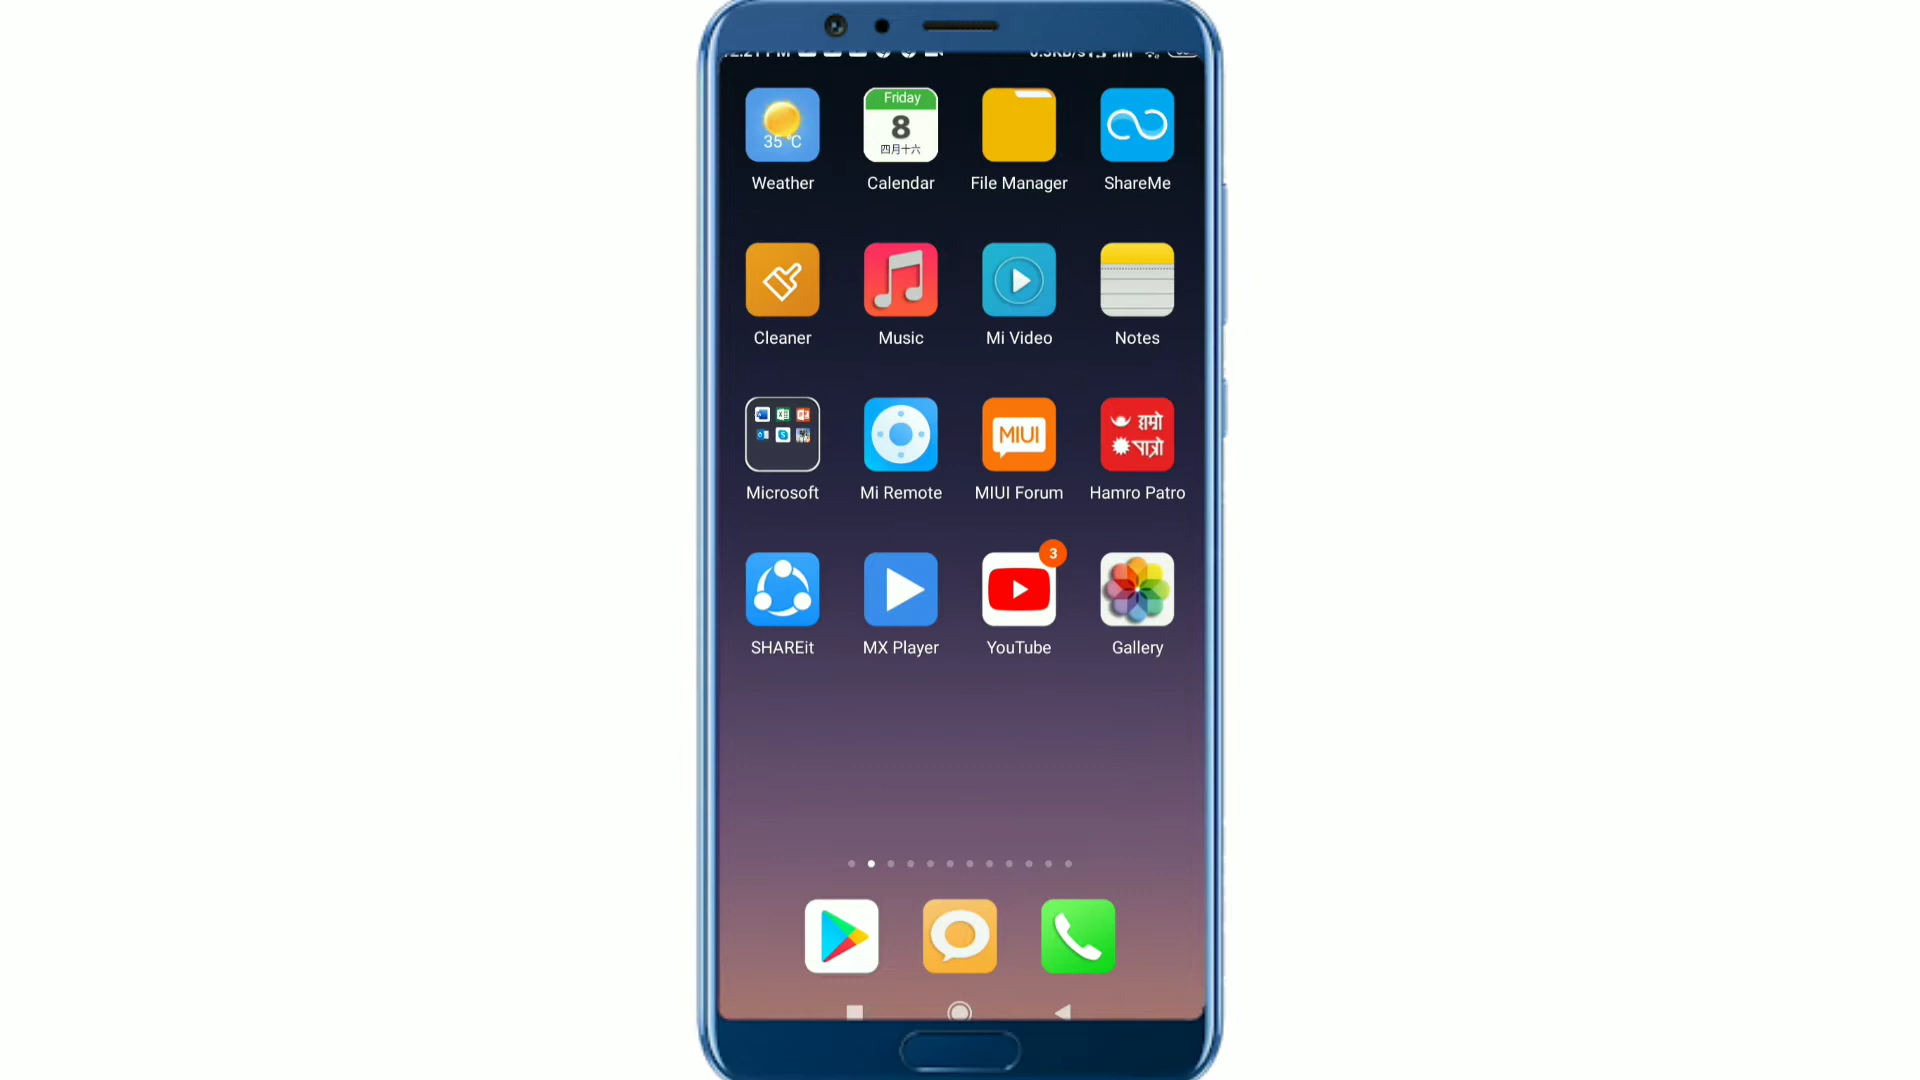 35 °C
Friday
8
四月十六
Weather
Calendar
File Manager
ShareMe
Cleaner
Music
Mi Video
Notes
MIUI
हाम्रो
पात्रो
Microsoft
Mi Remote
MIUI Forum
Hamro Patro
3
SHAREit
MX Player
YouTube
Gallery